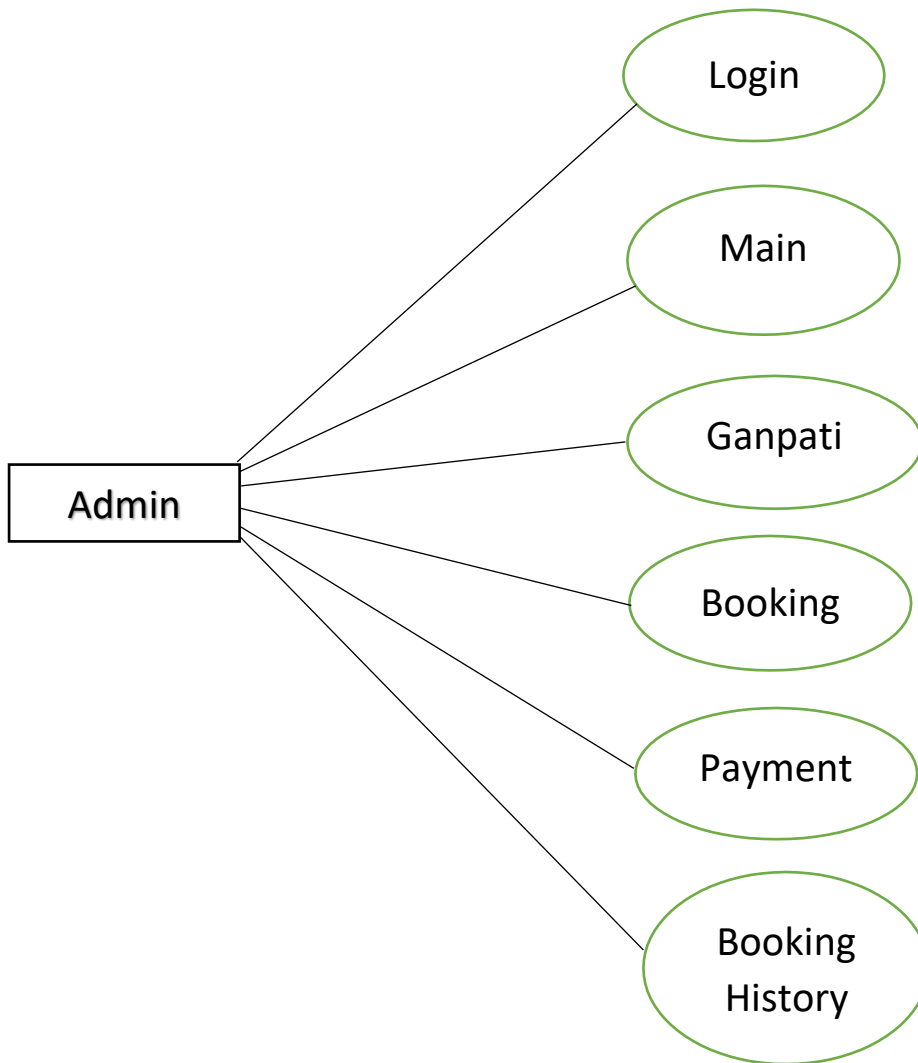 Login
Main
Ganpati
Admin
Booking
Payment
Booking
History